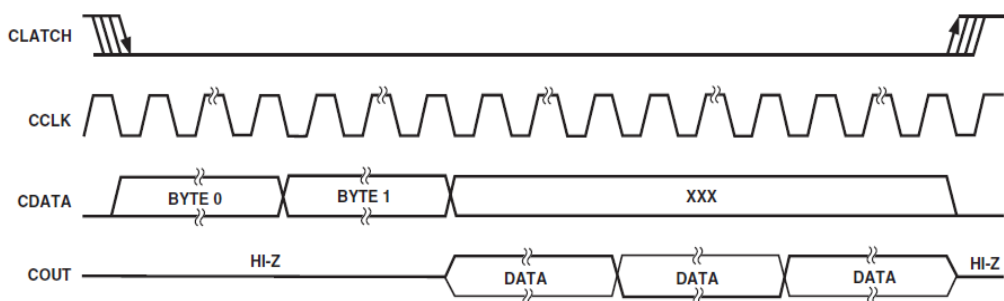 CLATCH
CCLK
CDATA BYTE 0 BYTE 1 XXX
COUT HI-Z DATA DATA DATA HI-Z